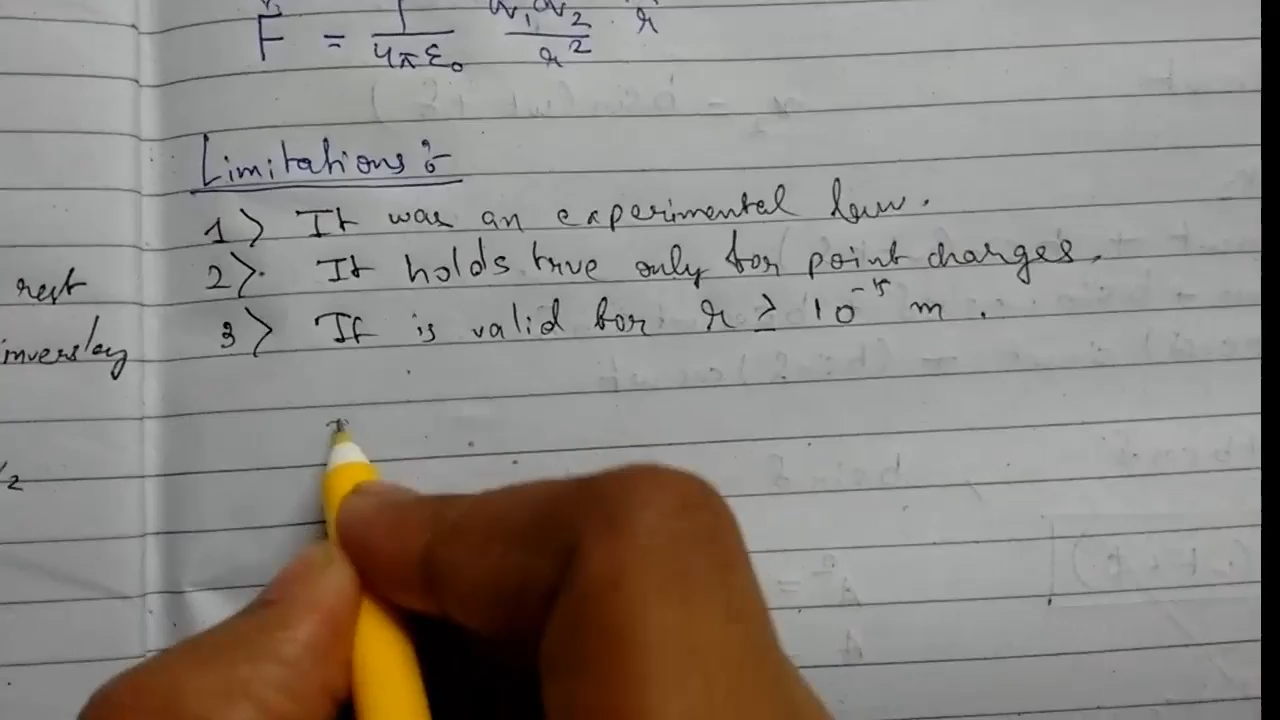 F = 1/4πε₀ q₁q₂/r² r̂
Limitations :-
1> It was an experimental law.
rest
2> It holds true only for point charges.
3> It is valid for r ≥ 10⁻¹⁵ m .
inversley